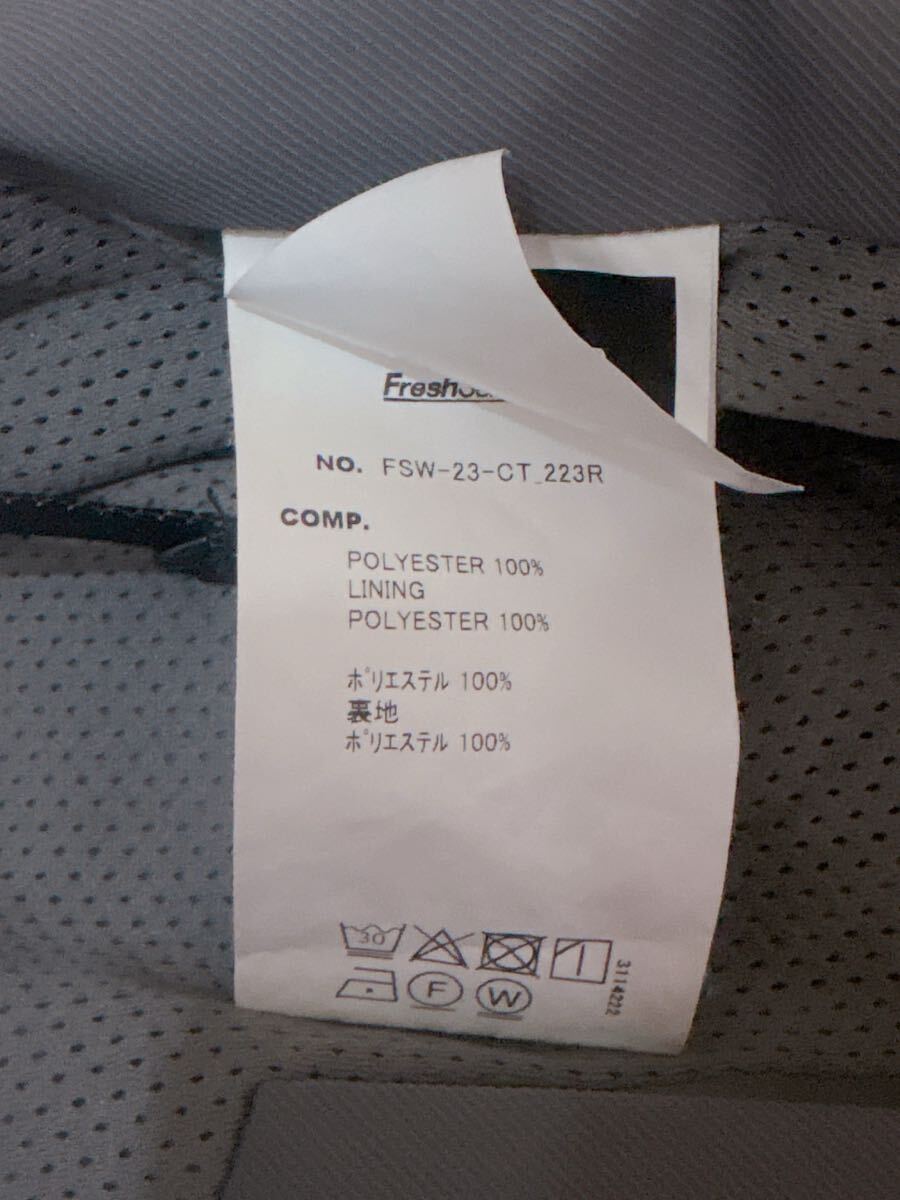 NO. FSW-23-CT_223R
COMP.
POLYESTER 100%
LINING
POLYESTER 100%
ポリエステル 100%
裏地
ポリエステル 100%
30
F
W
3114222